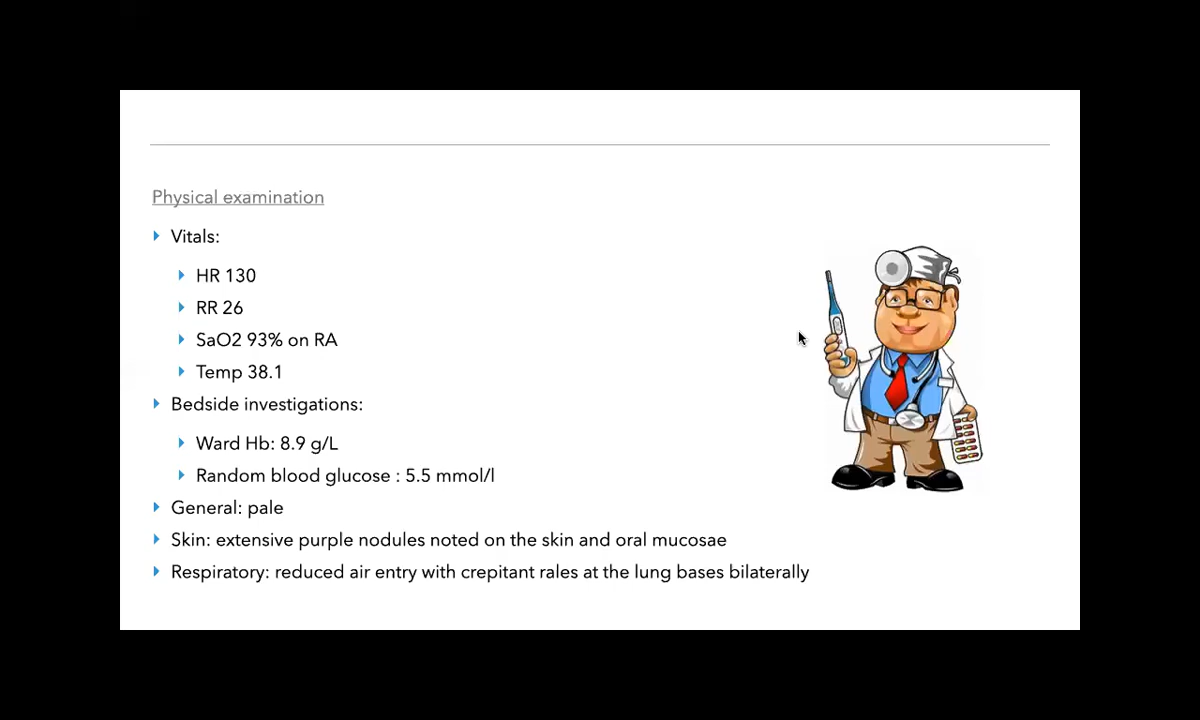 Physical examination
Vitals:
HR 130
RR 26
SaO2 93% on RA
Temp 38.1
Bedside investigations:
Ward Hb: 8.9 g/L
Random blood glucose : 5.5 mmol/l
General: pale
Skin: extensive purple nodules noted on the skin and oral mucosae
Respiratory: reduced air entry with crepitant rales at the lung bases bilaterally